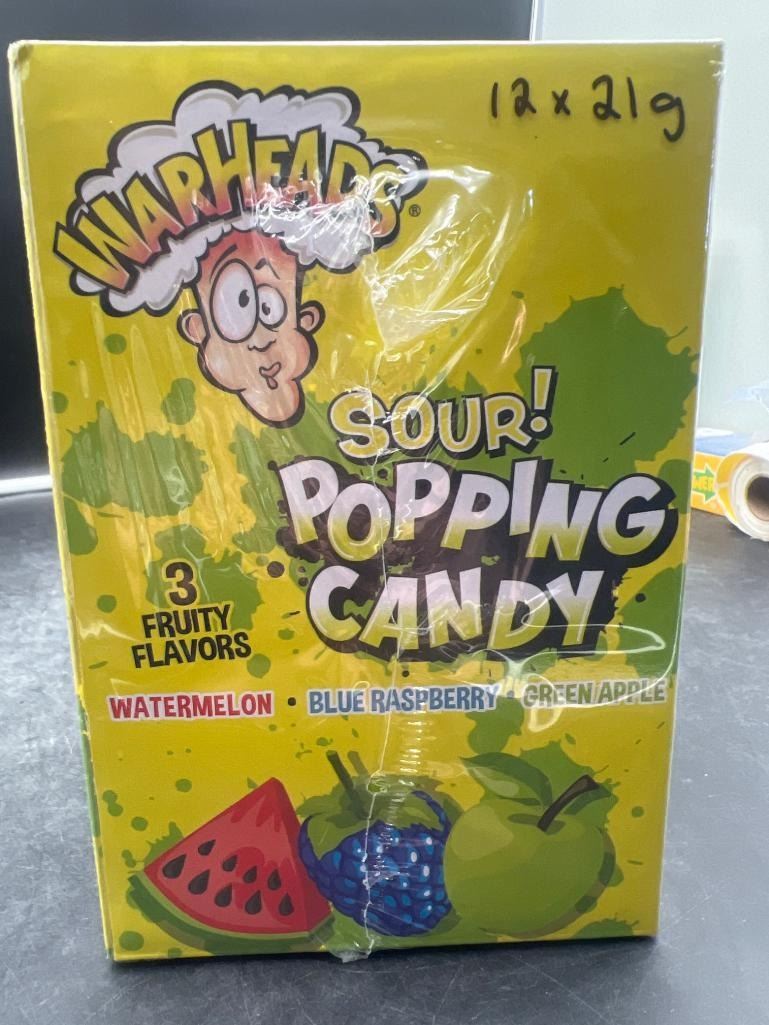 12 x 21g
WARHEADS®
SOUR!
POPPING
CANDY
3
FRUITY
FLAVORS
WATERMELON • BLUE RASPBERRY • GREEN APPLE